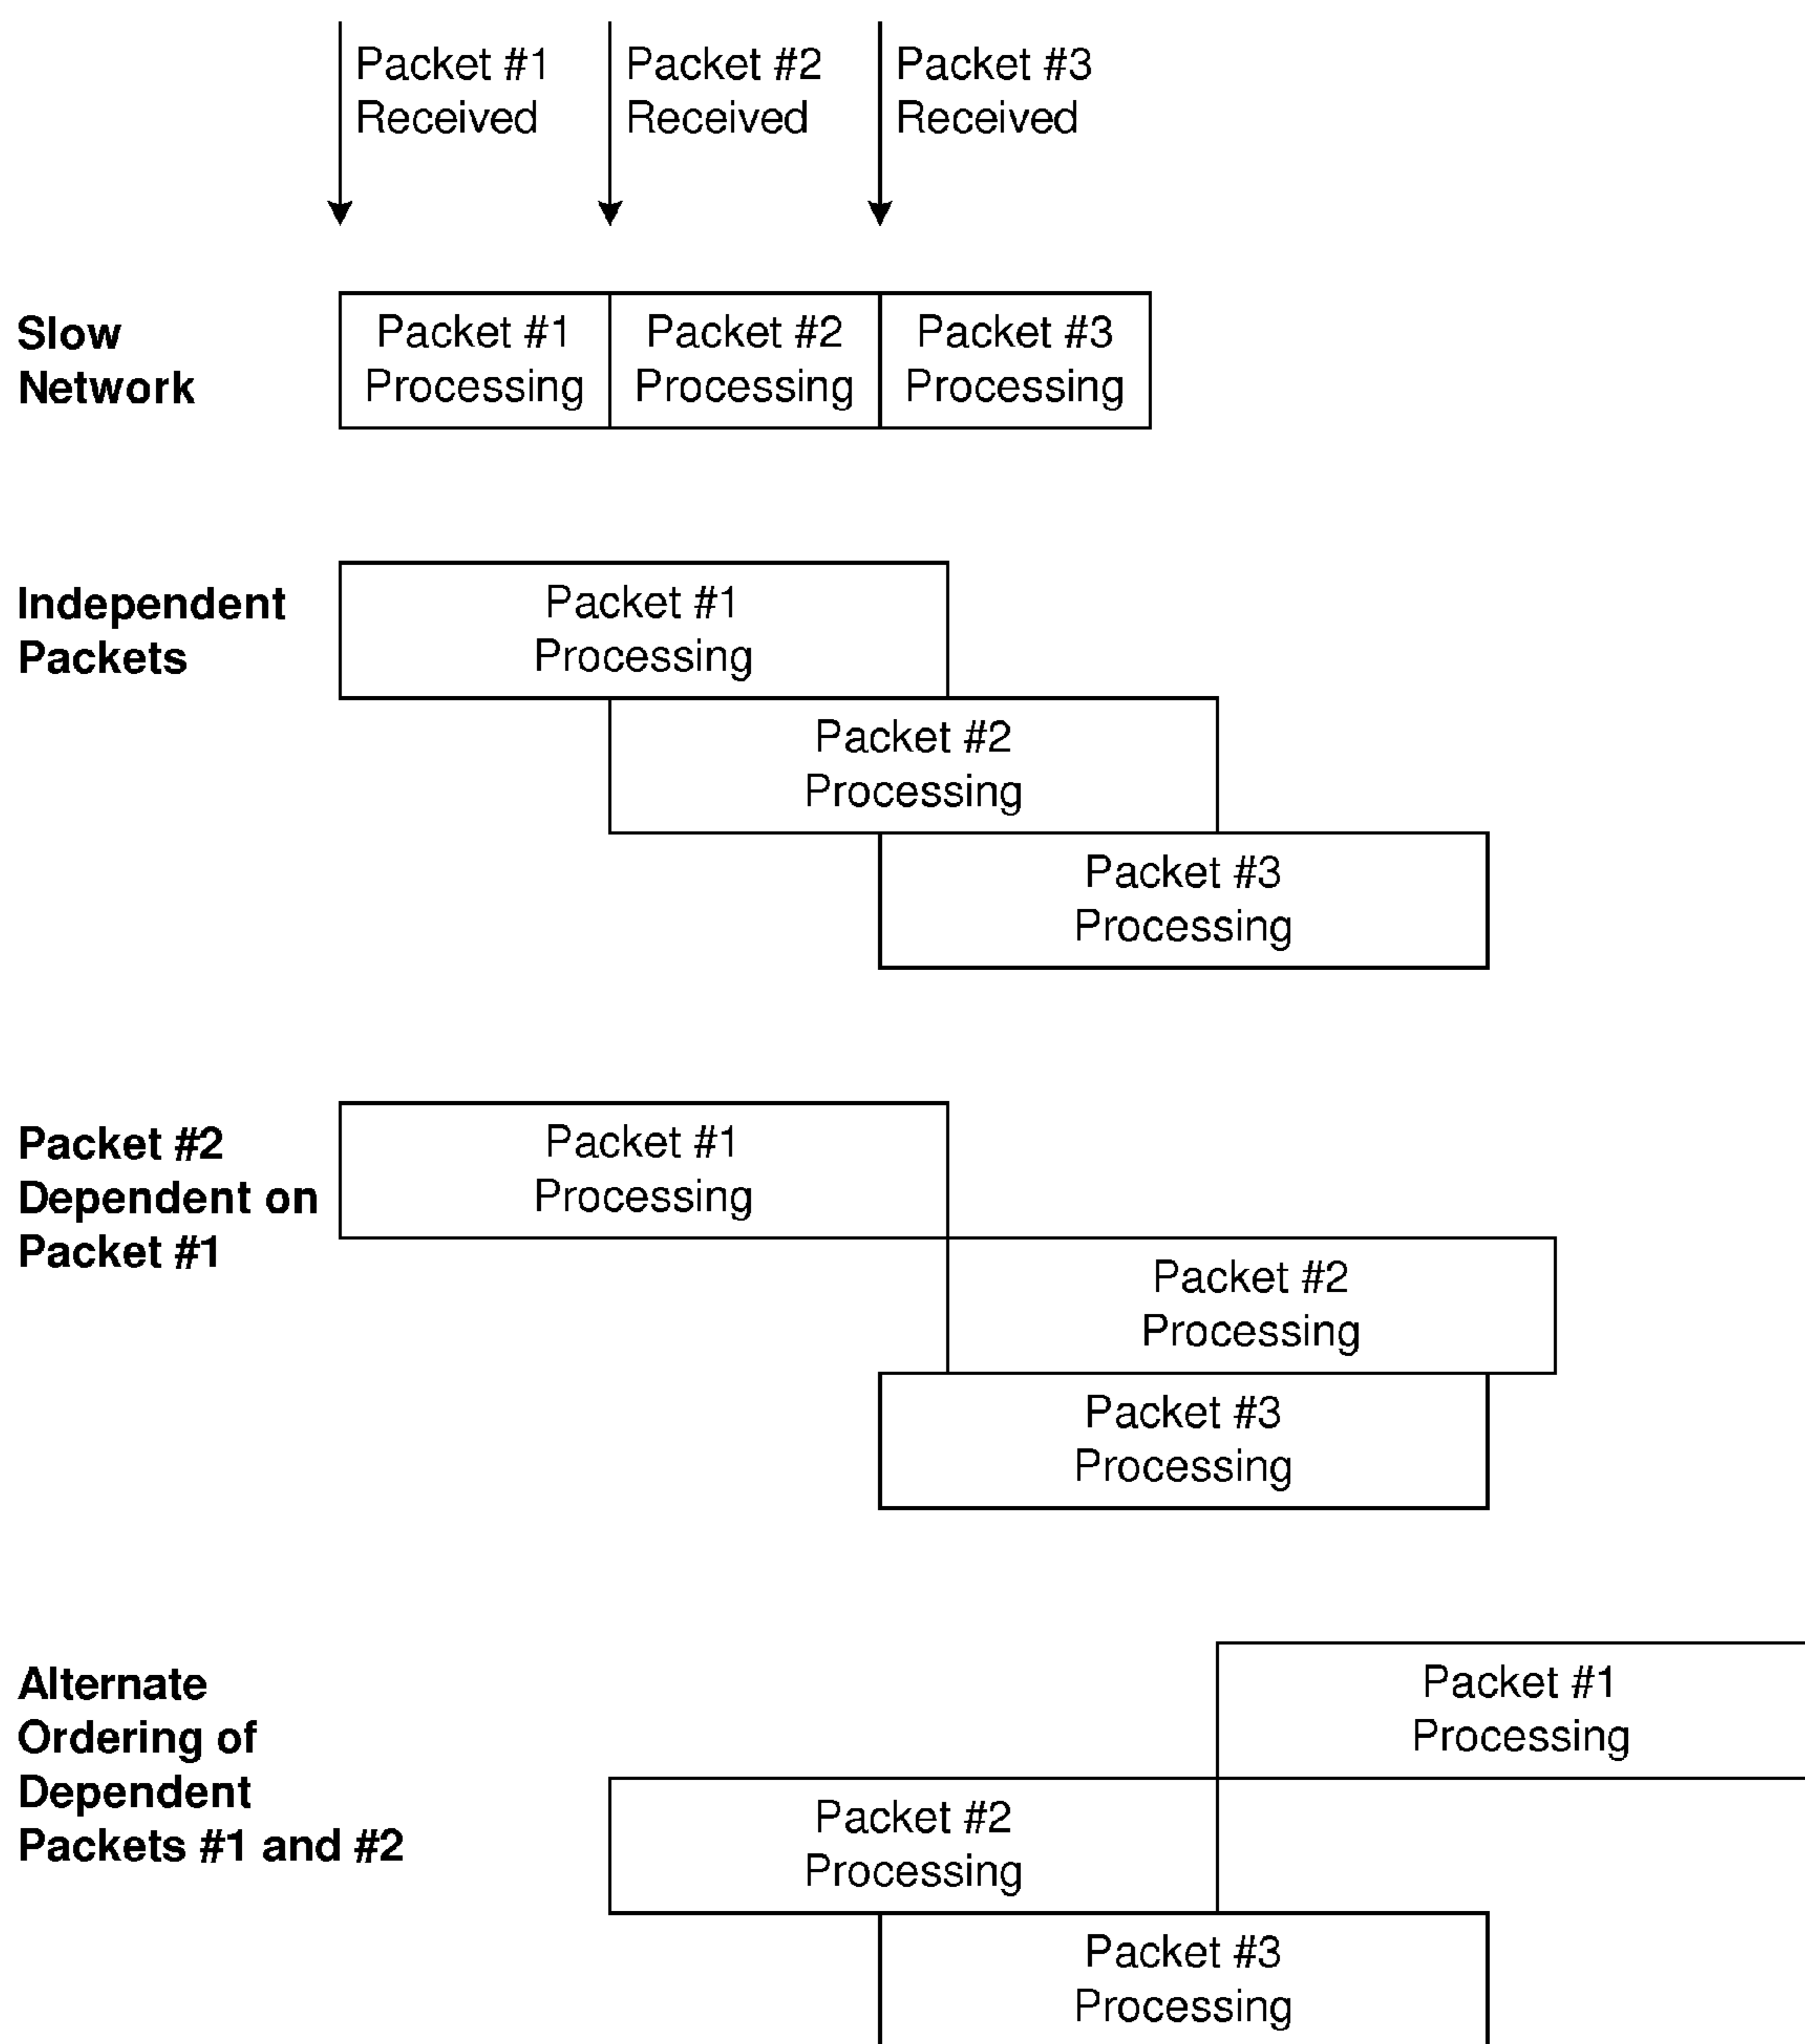 Packet #1
Received
Packet #2
Received
Packet #3
Received
Slow
Network
Packet #1
Processing
Packet #2
Processing
Packet #3
Processing
Independent
Packets
Packet #1
Processing
Packet #2
Processing
Packet #3
Processing
Packet #2
Dependent on
Packet #1
Packet #1
Processing
Packet #2
Processing
Packet #3
Processing
Alternate
Ordering of
Dependent
Packets #1 and #2
Packet #1
Processing
Packet #2
Processing
Packet #3
Processing